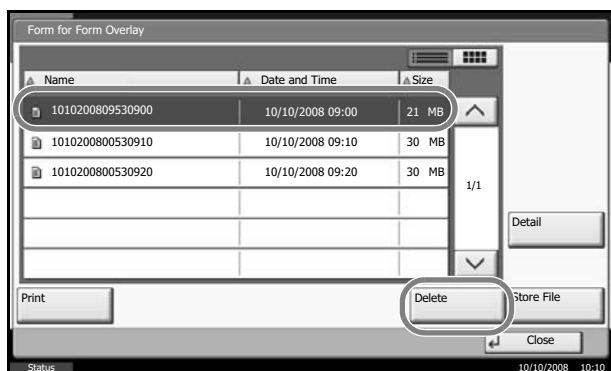 Form for Form Overlay
Name Date and Time Size
1010200809530900 10/10/2008 09:00 21 MB
1010200800530910 10/10/2008 09:10 30 MB
1010200800530920 10/10/2008 09:20 30 MB
1/1
Detail
Print Delete Store File
Close
Status 10/10/2008 10:10